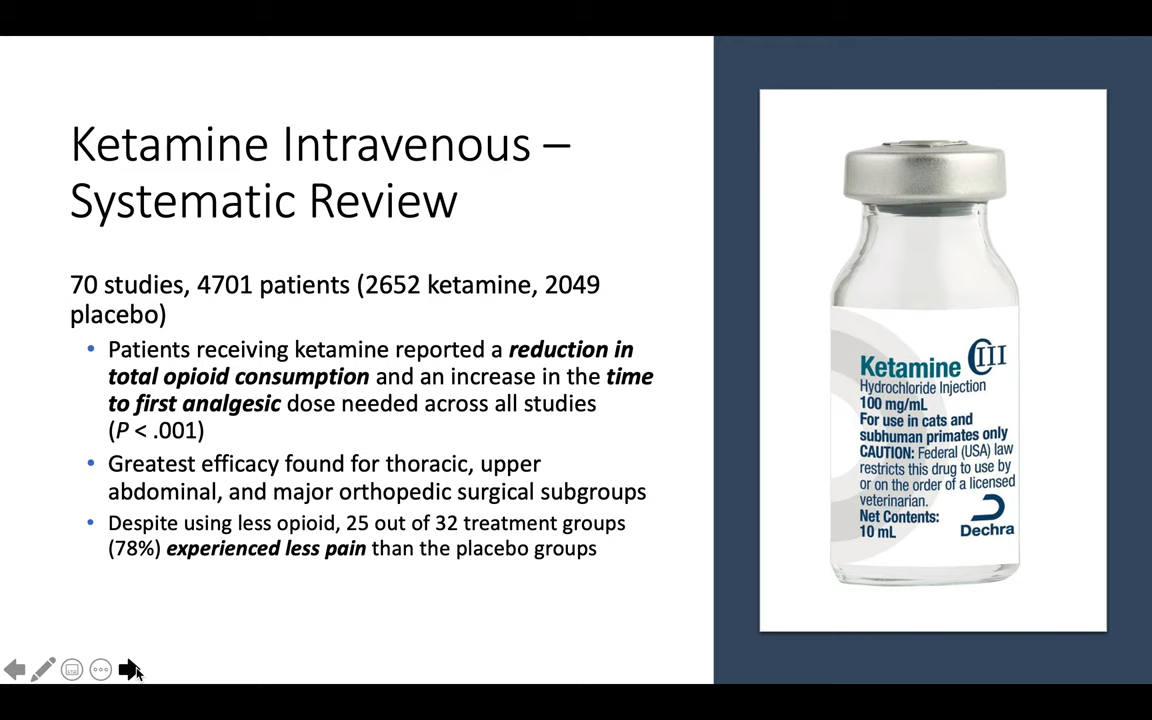 Ketamine Intravenous –
Systematic Review
70 studies, 4701 patients (2652 ketamine, 2049
placebo)
• Patients receiving ketamine reported a reduction in
total opioid consumption and an increase in the time
to first analgesic dose needed across all studies
(P < .001)
• Greatest efficacy found for thoracic, upper
abdominal, and major orthopedic surgical subgroups
• Despite using less opioid, 25 out of 32 treatment groups
(78%) experienced less pain than the placebo groups
Ketamine CIII
Hydrochloride Injection
100 mg/mL
For use in cats and
subhuman primates only
CAUTION: Federal (USA) law
restricts this drug to use by
or on the order of a licensed
veterinarian.
Net Contents:
10 mL
Dechra